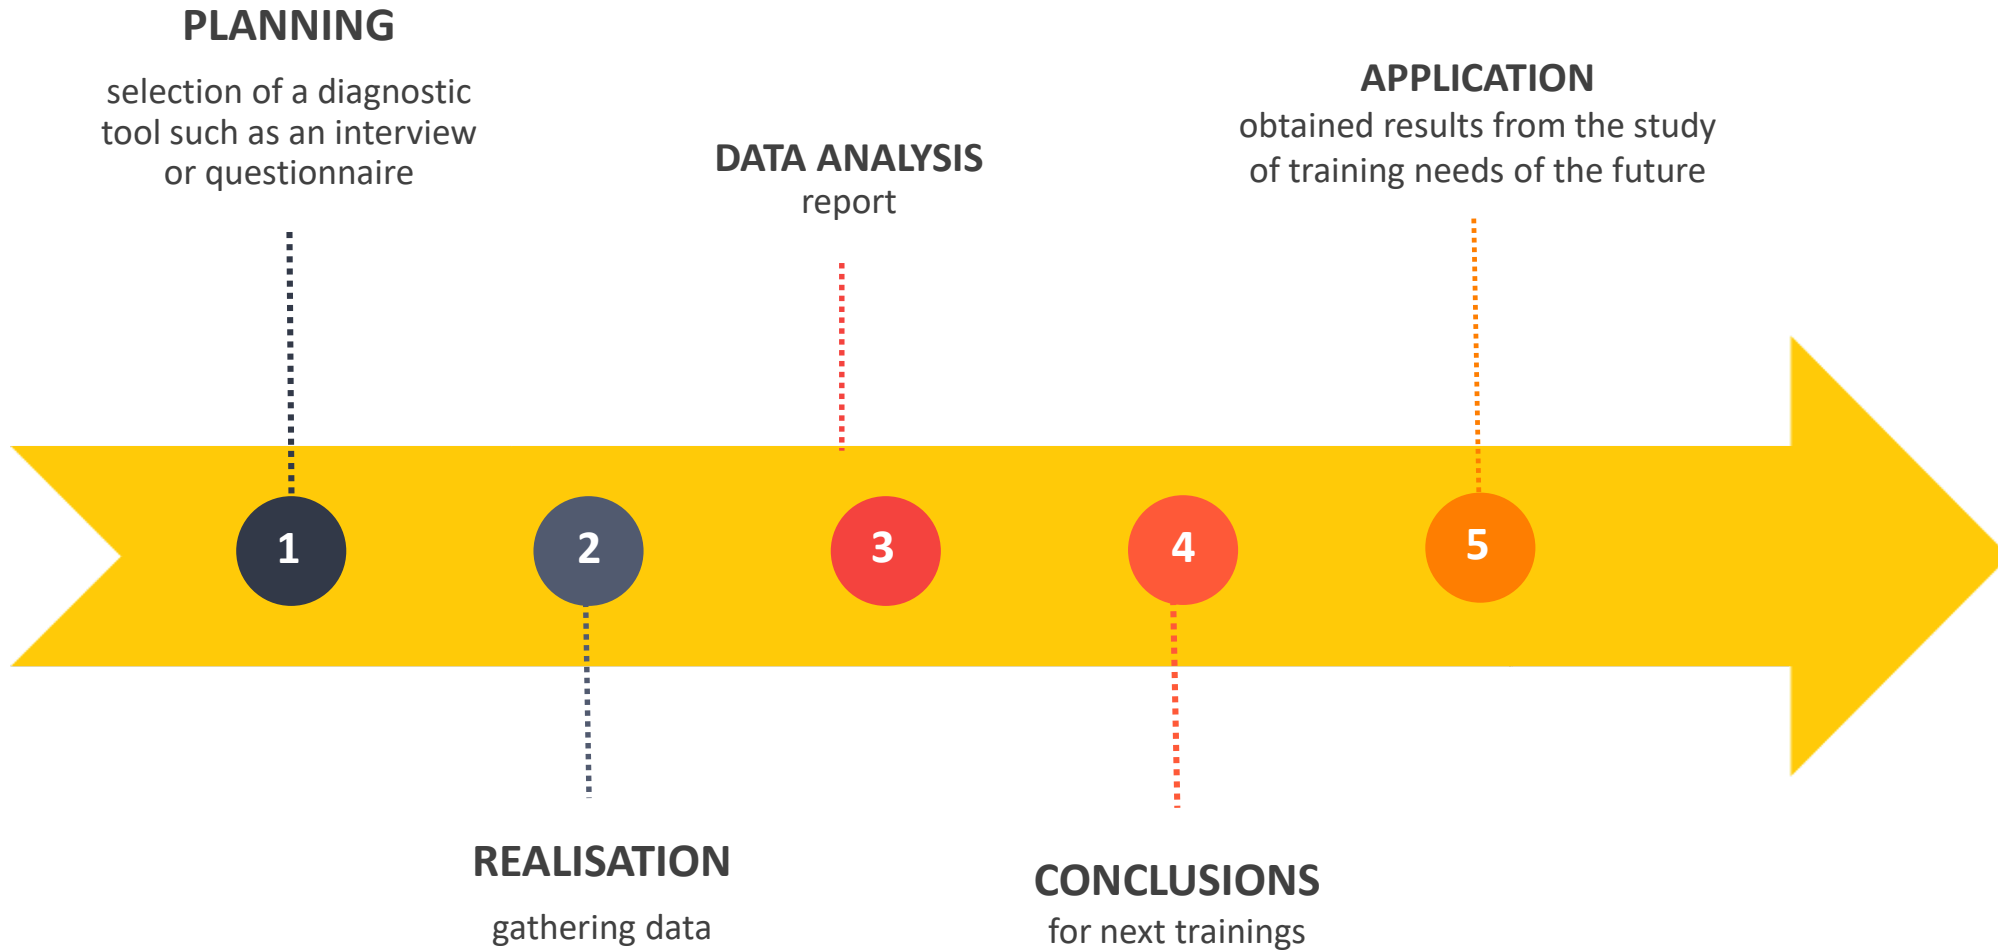 PLANNING
selection of a diagnostic
tool such as an interview
or questionnaire
DATA ANALYSIS
report
APPLICATION
obtained results from the study
of training needs of the future
1
2
3
4
5
REALISATION
gathering data
CONCLUSIONS
for next trainings